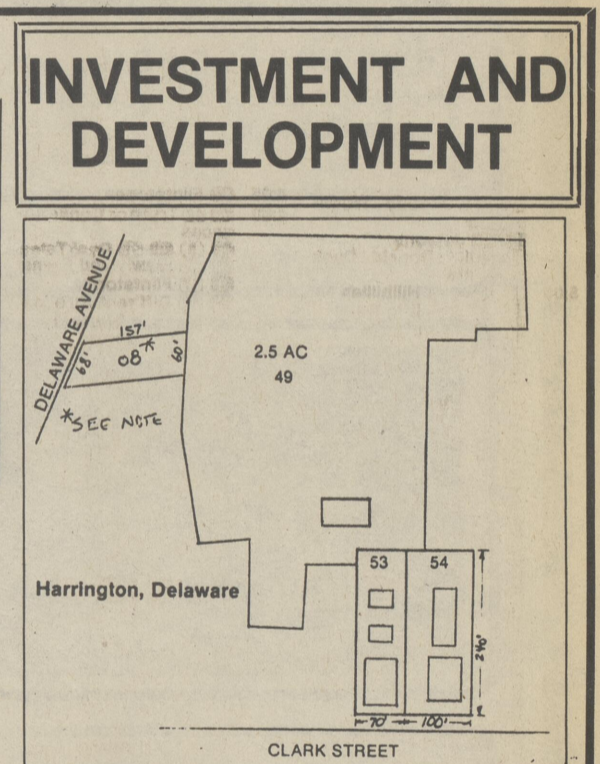 INVESTMENT AND
DEVELOPMENT
DELAWARE AVENUE
157'
68'
08*
60'
*SEE NOTE
2.5 AC
49
Harrington, Delaware
53
54
240'
70'
100'
CLARK STREET